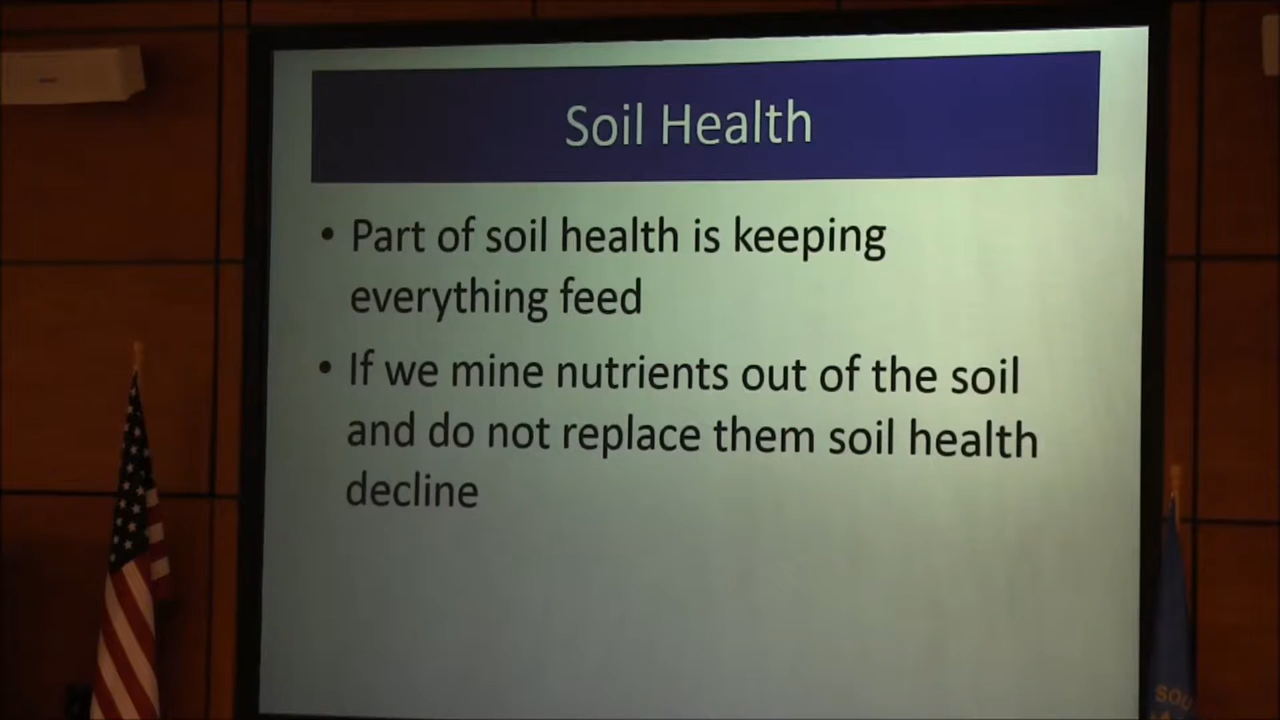 Soil Health
• Part of soil health is keeping
everything feed
• If we mine nutrients out of the soil
and do not replace them soil health
decline
SOU